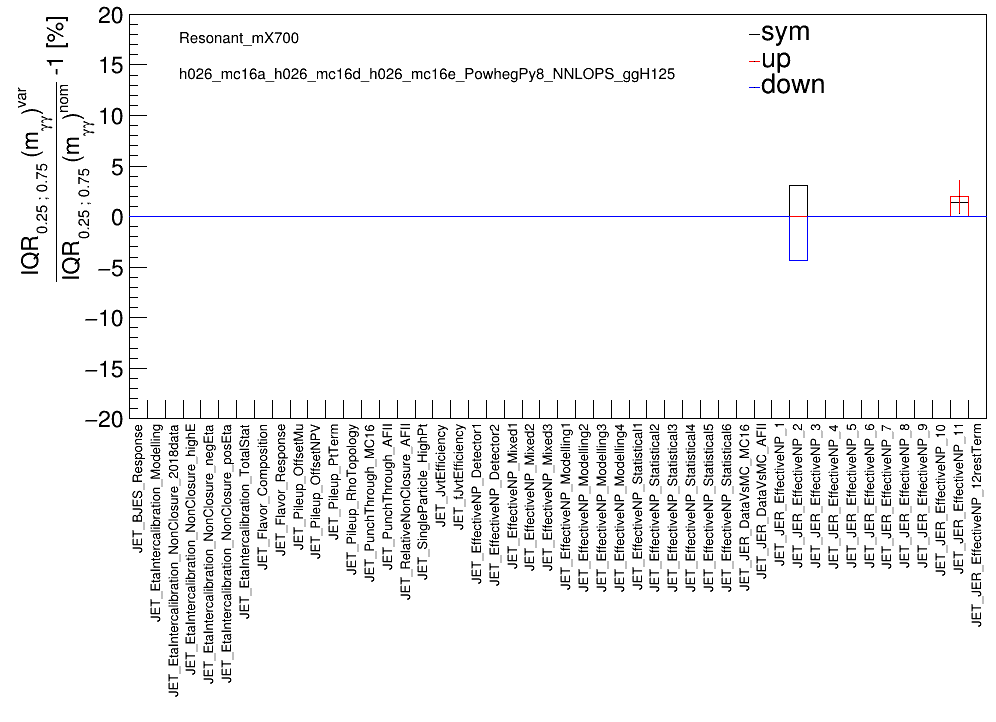 IQR0.25 ; 0.75 (mγγ)var
IQR0.25 ; 0.75 (mγγ)nom -1 [%]
20
15
10
5
0
−5
−10
−15
−20
Resonant_mX700
h026_mc16a_h026_mc16d_h026_mc16e_PowhegPy8_NNLOPS_ggH125
sym
up
down
JET_BJES_Response
JET_EtaIntercalibration_Modelling
JET_EtaIntercalibration_NonClosure_2018data
JET_EtaIntercalibration_NonClosure_highE
JET_EtaIntercalibration_NonClosure_negEta
JET_EtaIntercalibration_NonClosure_posEta
JET_EtaIntercalibration_TotalStat
JET_Flavor_Composition
JET_Flavor_Response
JET_Pileup_OffsetMu
JET_Pileup_OffsetNPV
JET_Pileup_PtTerm
JET_Pileup_RhoTopology
JET_PunchThrough_MC16
JET_PunchThrough_AFII
JET_RelativeNonClosure_AFII
JET_SingleParticle_HighPt
JET_JvtEfficiency
JET_fJvtEfficiency
JET_EffectiveNP_Detector1
JET_EffectiveNP_Detector2
JET_EffectiveNP_Mixed1
JET_EffectiveNP_Mixed2
JET_EffectiveNP_Mixed3
JET_EffectiveNP_Modelling1
JET_EffectiveNP_Modelling2
JET_EffectiveNP_Modelling3
JET_EffectiveNP_Modelling4
JET_EffectiveNP_Statistical1
JET_EffectiveNP_Statistical2
JET_EffectiveNP_Statistical3
JET_EffectiveNP_Statistical4
JET_EffectiveNP_Statistical5
JET_EffectiveNP_Statistical6
JET_JER_DataVsMC_MC16
JET_JER_DataVsMC_AFII
JET_JER_EffectiveNP_1
JET_JER_EffectiveNP_2
JET_JER_EffectiveNP_3
JET_JER_EffectiveNP_4
JET_JER_EffectiveNP_5
JET_JER_EffectiveNP_6
JET_JER_EffectiveNP_7
JET_JER_EffectiveNP_8
JET_JER_EffectiveNP_9
JET_JER_EffectiveNP_10
JET_JER_EffectiveNP_11
JET_JER_EffectiveNP_12restTerm